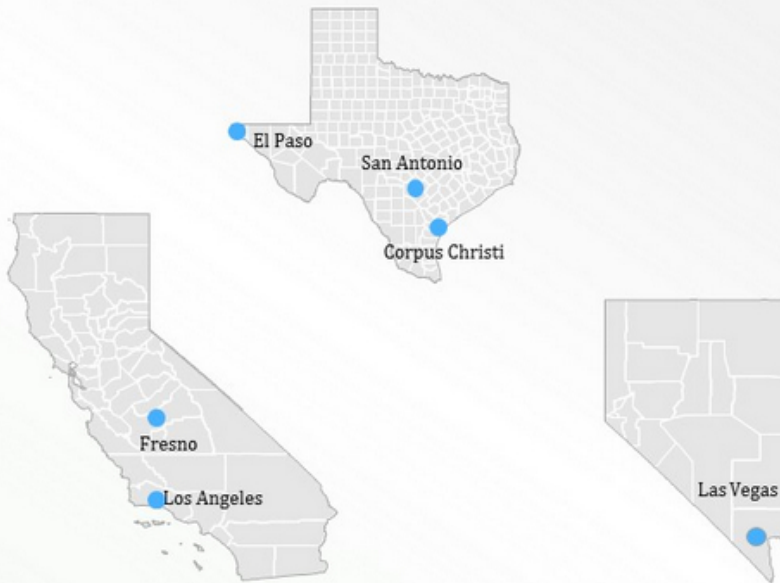 El Paso
San Antonio
Corpus Christi
Fresno
Los Angeles
Las Vegas